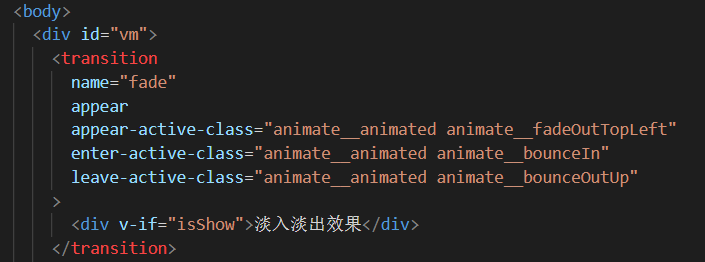 <body>
<div id="vm">
<transition
name="fade"
appear
appear-active-class="animate__animated animate__fadeOutTopLeft"
enter-active-class="animate__animated animate__bounceIn"
leave-active-class="animate__animated animate__bounceOutUp"
>
<div v-if="isShow">淡入淡出效果</div>
</transition>